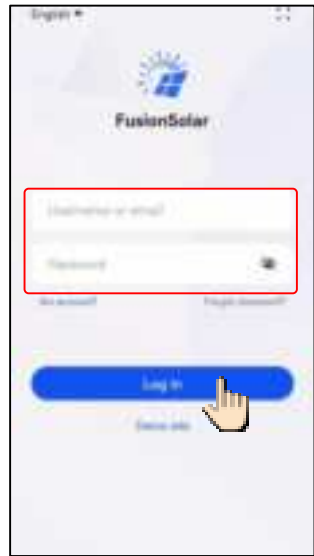 English
FusionSolar
Username or email
Password
No account?
Forgot password?
Log In
Demo site